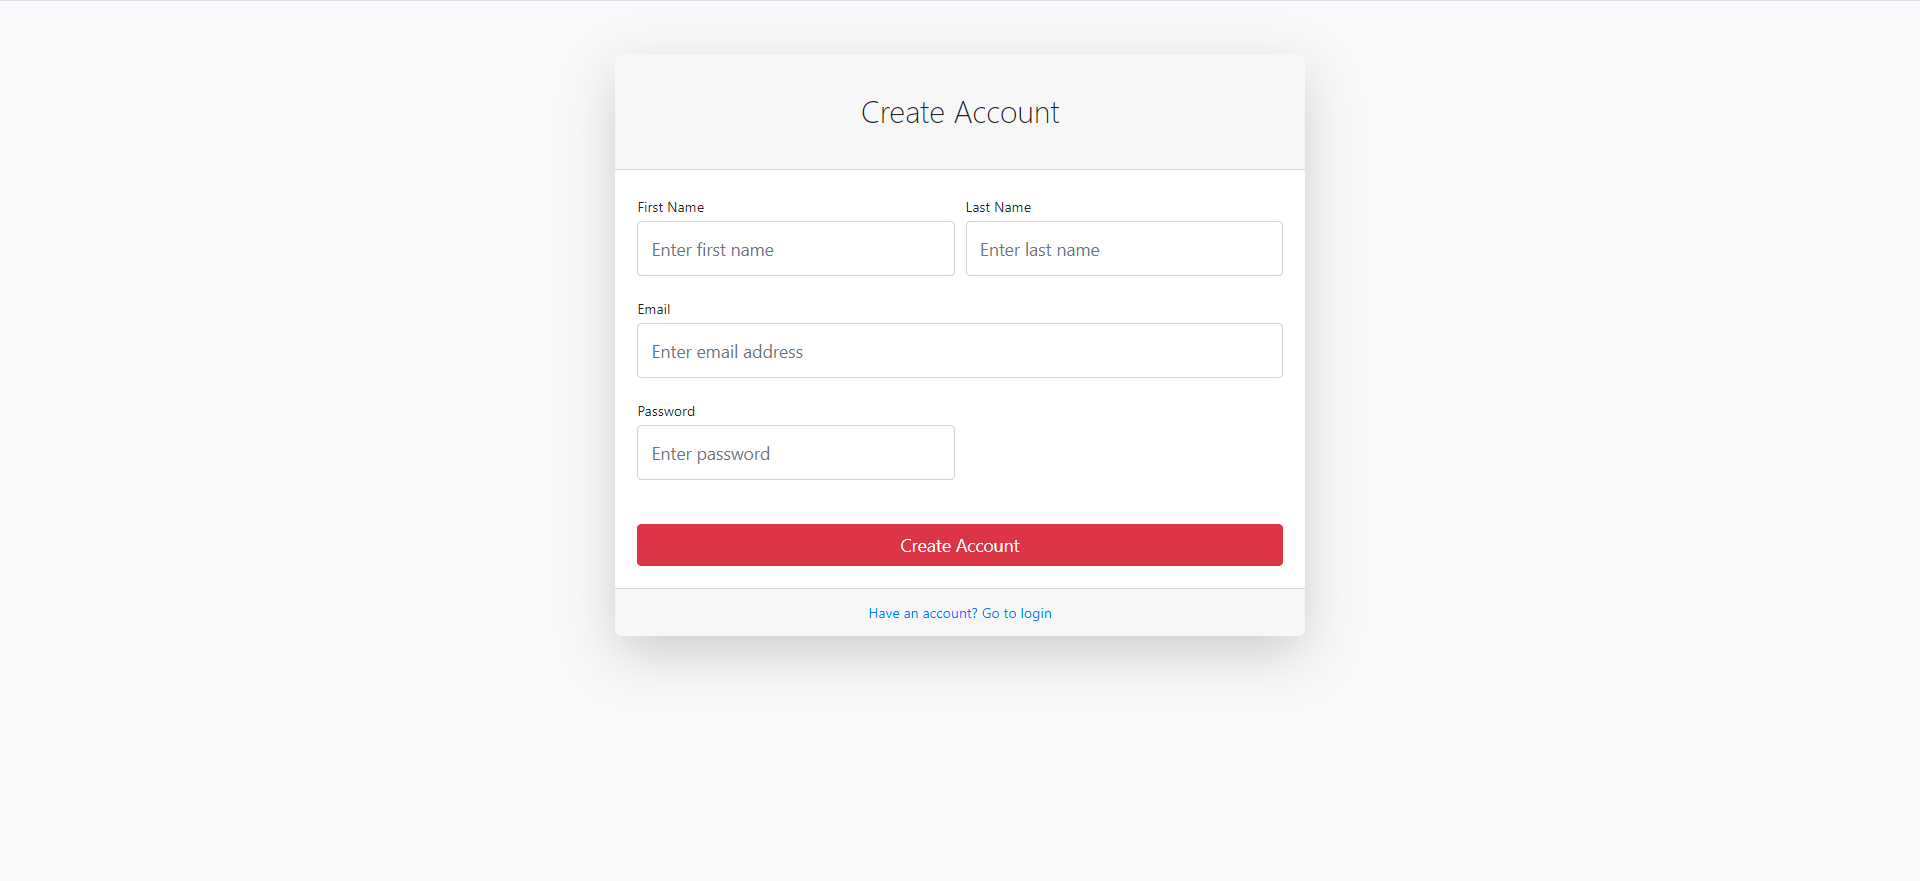 Create Account
First Name Last Name
Enter first name Enter last name
Email
Enter email address
Password
Enter password
Create Account
Have an account? Go to login